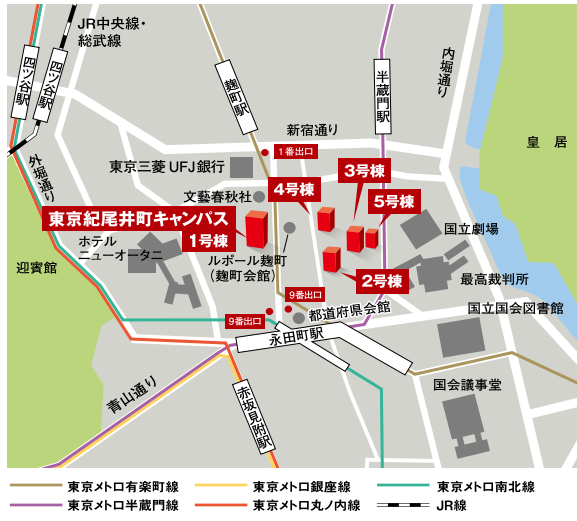 JR中央線・
総武線
四ツ谷駅
四ツ谷駅
麹町駅
半蔵門駅
内堀通り
新宿通り
皇居
1番出口
東京三菱UFJ銀行
外堀通り
文藝春秋社
4号棟
3号棟
5号棟
東京紀尾井町キャンパス
1号棟
国立劇場
ホテル
ニューオータニ
ルポール麹町
（麹町会館）
2号棟
迎賓館
最高裁判所
9番出口
都道府県会館
国立国会図書館
9番出口
永田町駅
青山通り
赤坂見附駅
国会議事堂
東京メトロ有楽町線
東京メトロ銀座線
東京メトロ南北線
東京メトロ半蔵門線
東京メトロ丸ノ内線
JR線